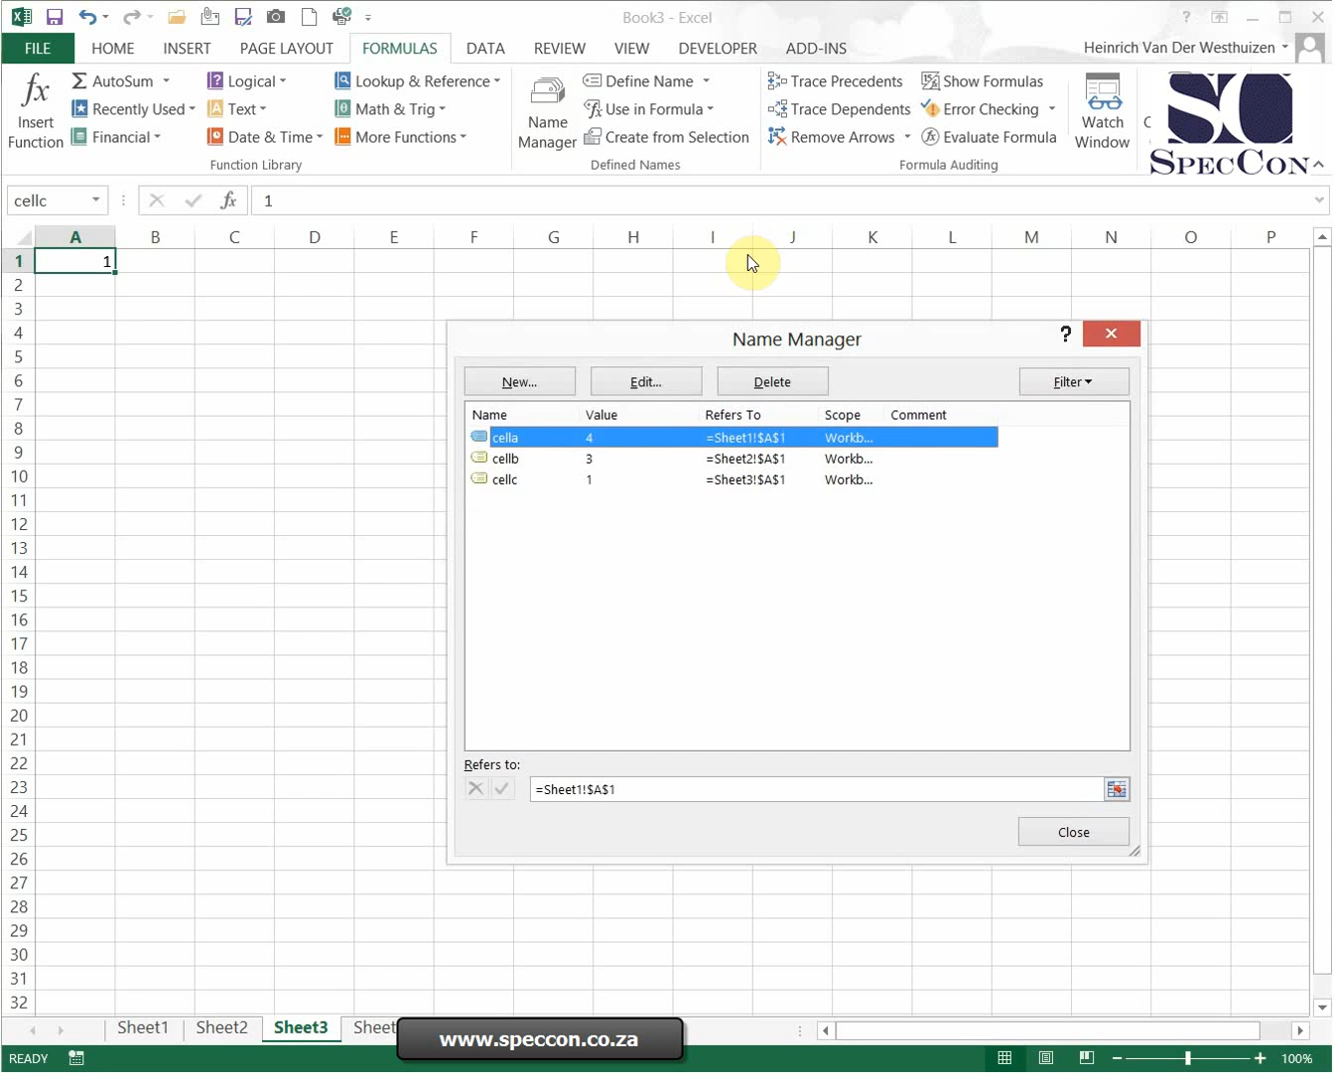 Book3 - Excel
?
FILE HOME INSERT PAGE LAYOUT FORMULAS DATA REVIEW VIEW DEVELOPER ADD-INS Heinrich Van Der Westhuizen
fx Insert Function
Σ AutoSum
Recently Used
Financial
? Logical
A Text
Date & Time
Lookup & Reference
θ Math & Trig
More Functions
Function Library
Name Manager
Define Name
Use in Formula
Create from Selection
Defined Names
Trace Precedents
Trace Dependents
Remove Arrows
Show Formulas
Error Checking
Evaluate Formula
Formula Auditing
Watch Window
C
SC
SPECCON
cellc fx 1
A B C D E F G H I J K L M N O P
1 1
2
3
4
5
6
7
8
9
10
11
12
13
14
15
16
17
18
19
20
21
22
23
24
25
26
27
28
29
30
31
32
Name Manager ?
New... Edit... Delete Filter
Name Value Refers To Scope Comment
cella 4 =Sheet1!$A$1 Workb...
cellb 3 =Sheet2!$A$1 Workb...
cellc 1 =Sheet3!$A$1 Workb...
Refers to:
=Sheet1!$A$1
Close
Sheet1 Sheet2 Sheet3 Sheet
www.speccon.co.za
READY 100%